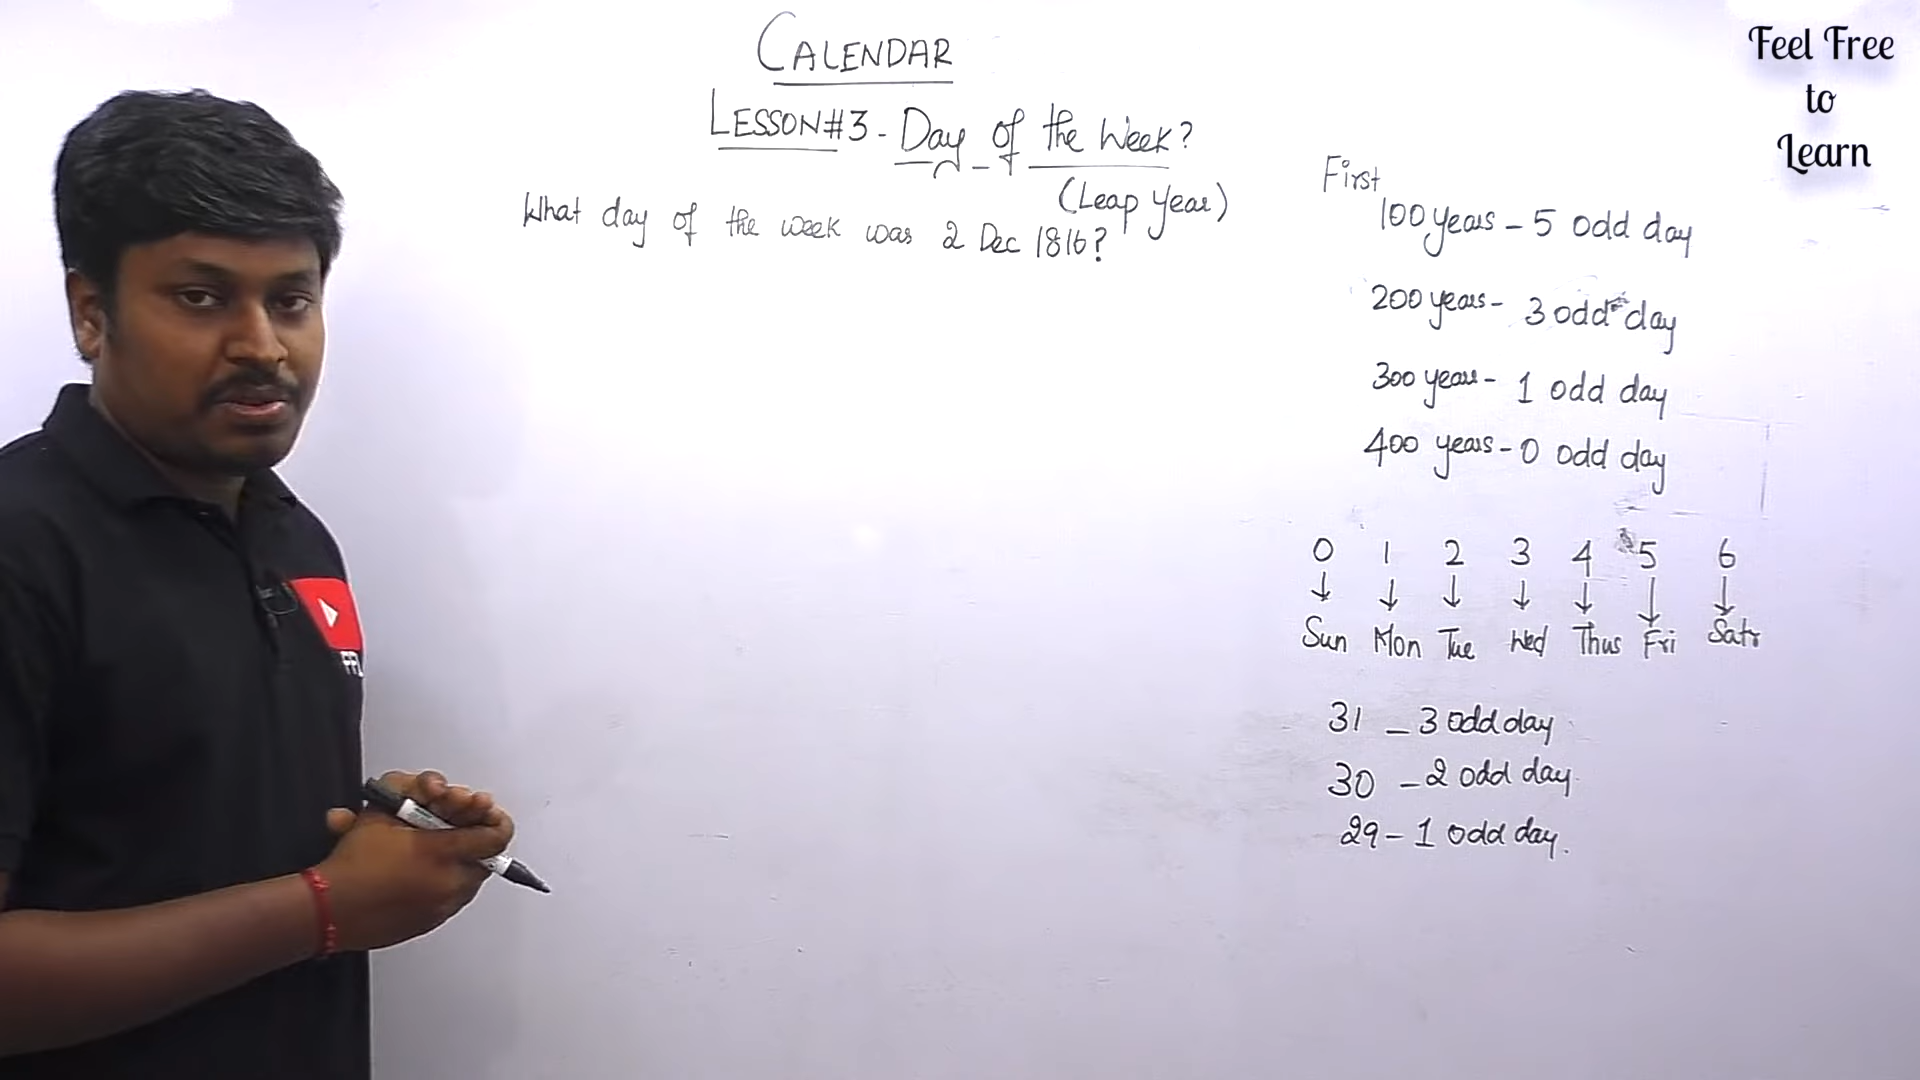 CALENDAR
LESSON#3 - Day of the Week?
(Leap Year)
What day of the week was 2 Dec 1816?
Feel Free
to
Learn
First
100 years - 5 odd day
200 years - 3 odd day
300 years - 1 odd day
400 years - 0 odd day
0 1 2 3 4 5 6
Sun Mon Tue Wed Thus Fri Satr
31 - 3 odd day
30 - 2 odd day
29 - 1 odd day.